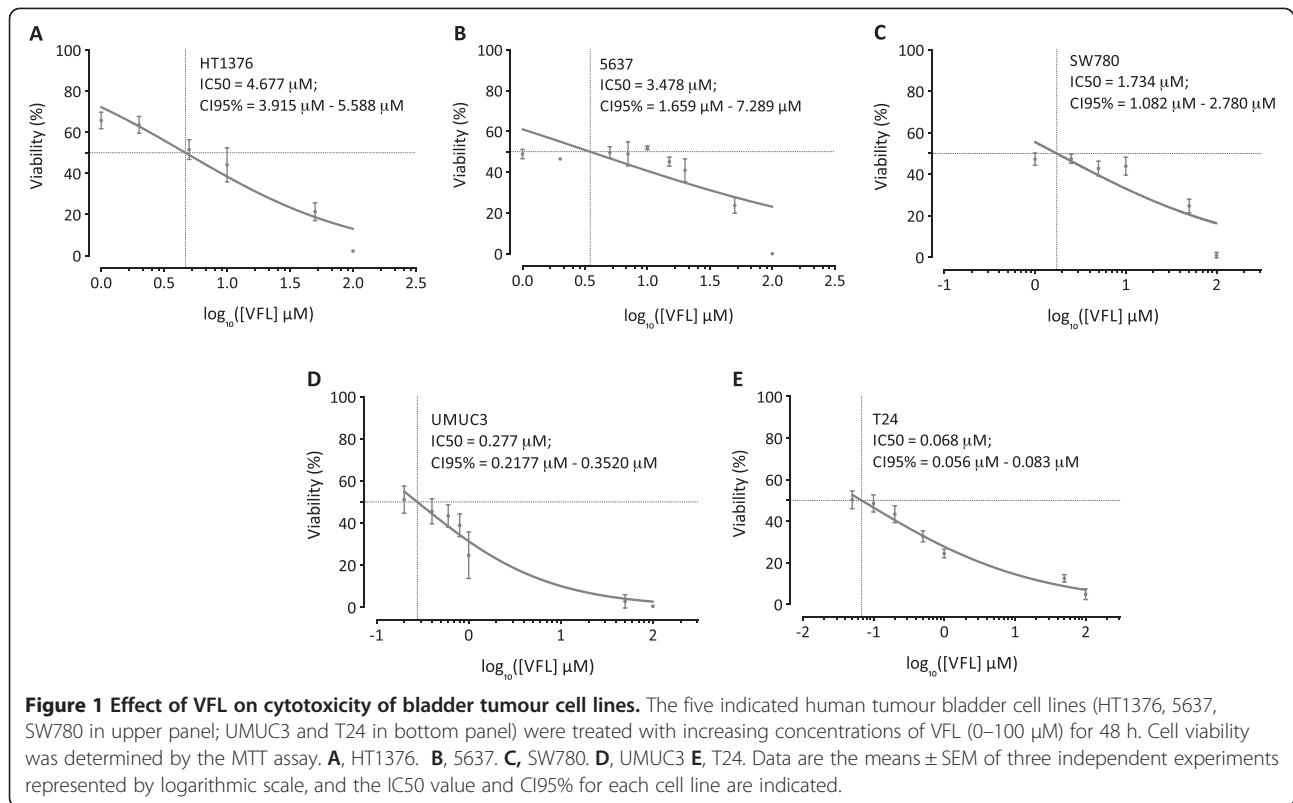 A
HT1376
IC50 = 4.677 µM;
CI95% = 3.915 µM - 5.588 µM
Viability (%)
100
80
60
40
20
0
0.0 0.5 1.0 1.5 2.0 2.5
log10([VFL] µM)
B
5637
IC50 = 3.478 µM;
CI95% = 1.659 µM - 7.289 µM
Viability (%)
100
80
60
40
20
0
0.0 0.5 1.0 1.5 2.0 2.5
log10([VFL] µM)
C
SW780
IC50 = 1.734 µM;
CI95% = 1.082 µM - 2.780 µM
Viability (%)
100
80
60
40
20
0
-1 0 1 2
log10([VFL] µM)
D
UMUC3
IC50 = 0.277 µM;
CI95% = 0.2177 µM - 0.3520 µM
Viability (%)
100
80
60
40
20
0
-1 0 1 2
log10([VFL] µM)
E
T24
IC50 = 0.068 µM;
CI95% = 0.056 µM - 0.083 µM
Viability (%)
100
80
60
40
20
0
-2 -1 0 1 2
log10([VFL] µM)
Figure 1 Effect of VFL on cytotoxicity of bladder tumour cell lines. The five indicated human tumour bladder cell lines (HT1376, 5637,
SW780 in upper panel; UMUC3 and T24 in bottom panel) were treated with increasing concentrations of VFL (0–100 µM) for 48 h. Cell viability
was determined by the MTT assay. A, HT1376. B, 5637. C, SW780. D, UMUC3 E, T24. Data are the means ± SEM of three independent experiments
represented by logarithmic scale, and the IC50 value and CI95% for each cell line are indicated.